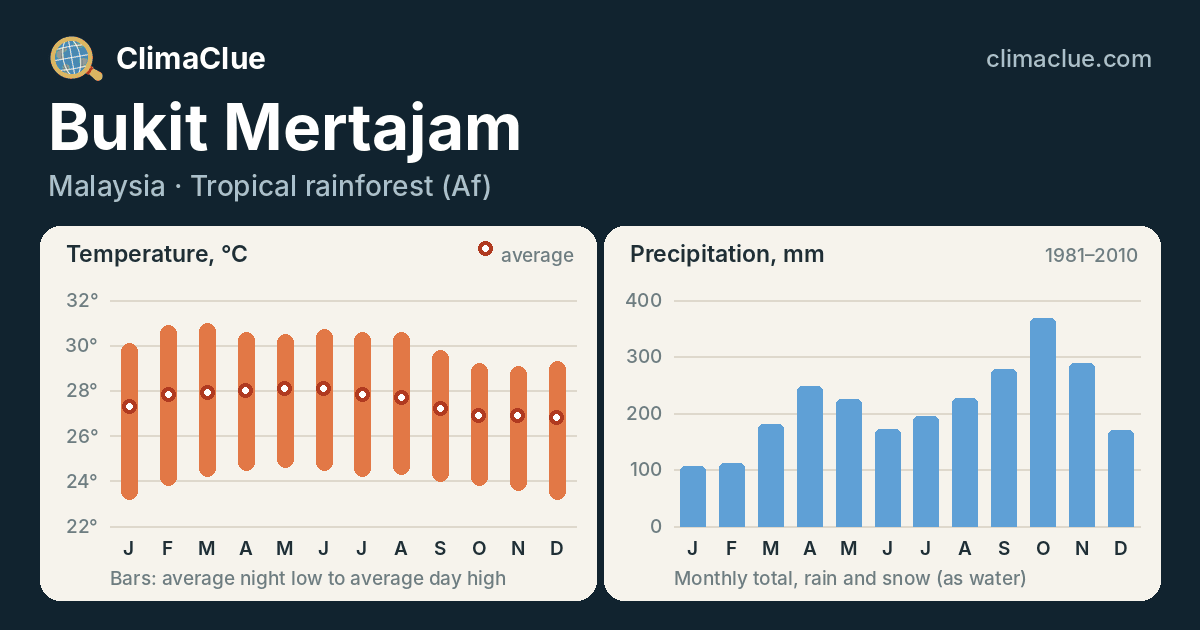 ClimaClue
climaclue.com
Bukit Mertajam
Malaysia · Tropical rainforest (Af)
Temperature, °C
average
32°
30°
28°
26°
24°
22°
J F M A M J J A S O N D
Bars: average night low to average day high
Precipitation, mm
1981–2010
400
300
200
100
0
J F M A M J J A S O N D
Monthly total, rain and snow (as water)